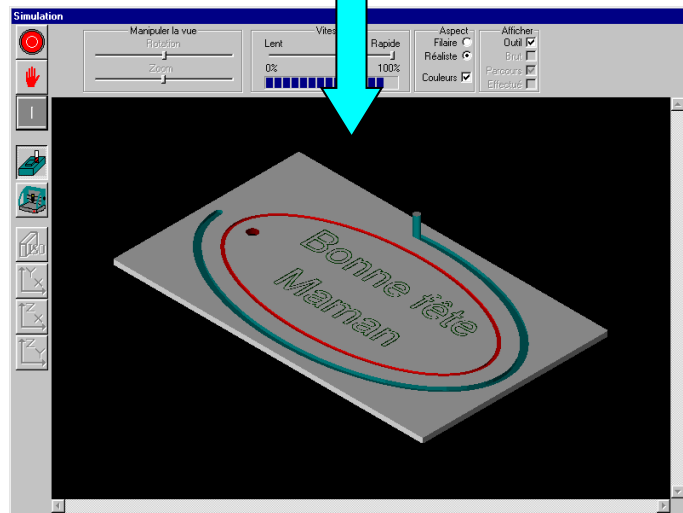 Simulation
Manipuler la vue
Rotation
Zoom
Vites
Lent
Rapide
0%
100%
Aspect
Filaire
Réaliste
Couleurs
Afficher
Outil
Brut
Parcours
Effectué
Bonne fête
Maman